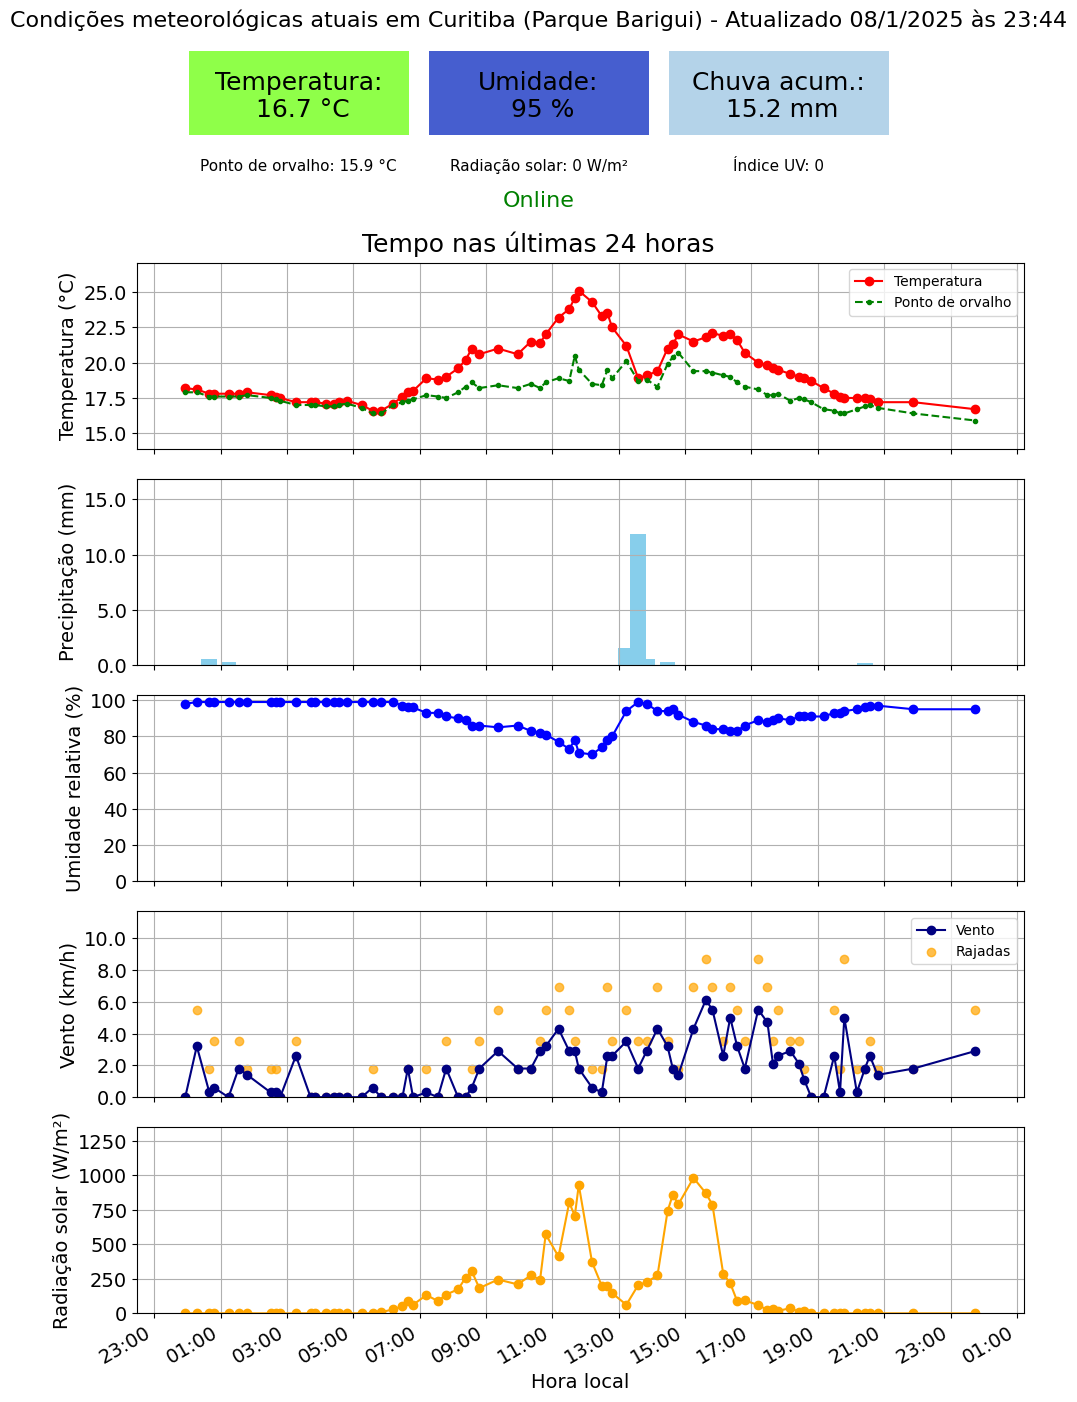 Condições meteorológicas atuais em Curitiba (Parque Barigui) - Atualizado 08/1/2025 às 23:44
Temperatura:
16.7 °C
Umidade:
95 %
Chuva acum.:
15.2 mm
Ponto de orvalho: 15.9 °C
Radiação solar: 0 W/m²
Índice UV: 0
Online
Tempo nas últimas 24 horas
Temperatura (°C)
25.0
22.5
20.0
17.5
15.0
Temperatura
Ponto de orvalho
Precipitação (mm)
15.0
10.0
5.0
0.0
Umidade relativa (%)
100
80
60
40
20
0
Vento (km/h)
10.0
8.0
6.0
4.0
2.0
0.0
Vento
Rajadas
Radiação solar (W/m²)
1250
1000
750
500
250
0
23:00 01:00 03:00 05:00 07:00 09:00 11:00 13:00 15:00 17:00 19:00 21:00 23:00 01:00
Hora local